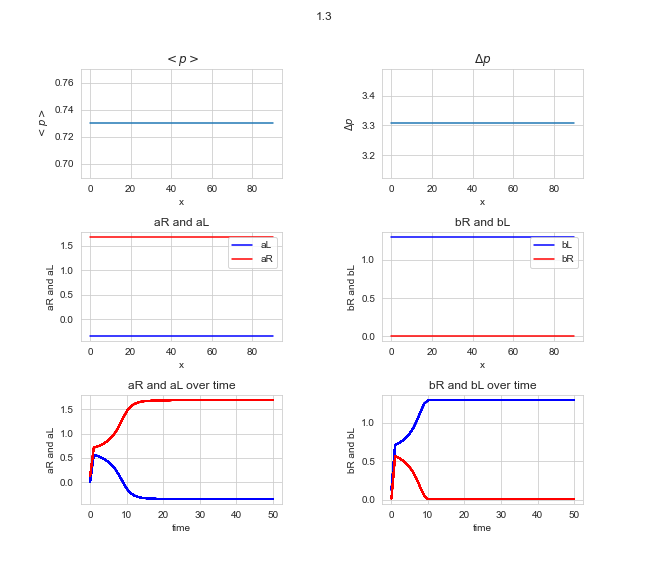 1.3
< p >
0.76
0.74
0.72
0.70
< p >
0 20 40 60 80
x
Δp
3.4
3.3
3.2
Δp
0 20 40 60 80
x
aR and aL
1.5
1.0
0.5
0.0
aR and aL
aL
aR
0 20 40 60 80
x
bR and bL
1.0
0.5
0.0
bR and bL
bL
bR
0 20 40 60 80
x
aR and aL over time
1.5
1.0
0.5
0.0
aR and aL
0 10 20 30 40 50
time
bR and bL over time
1.0
0.5
0.0
bR and bL
0 10 20 30 40 50
time